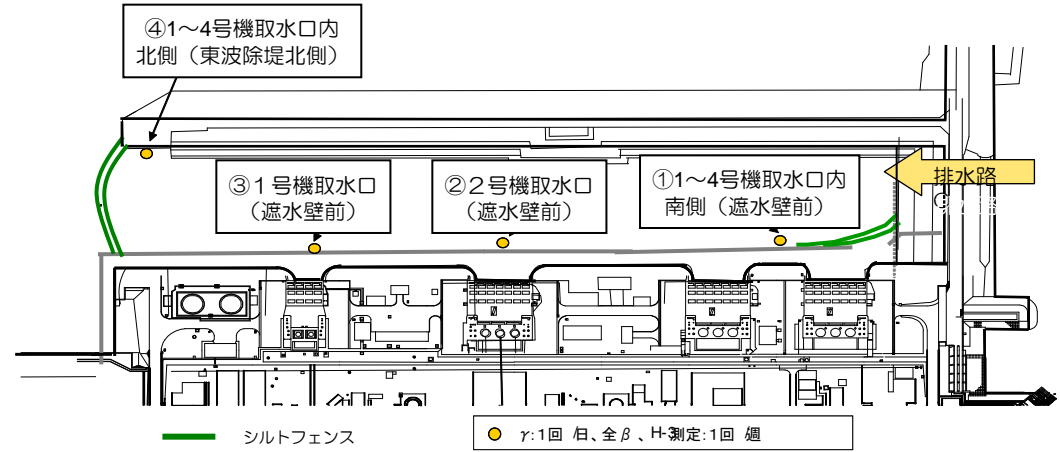 ④1～4号機取水口内
北側（東波除堤北側）
③１号機取水口
（遮水壁前）
②２号機取水口
（遮水壁前）
①1～4号機取水口内
南側（遮水壁前）
排水路
シルトフェンス
γ:1回/日、全β、H-3測定:1回/週